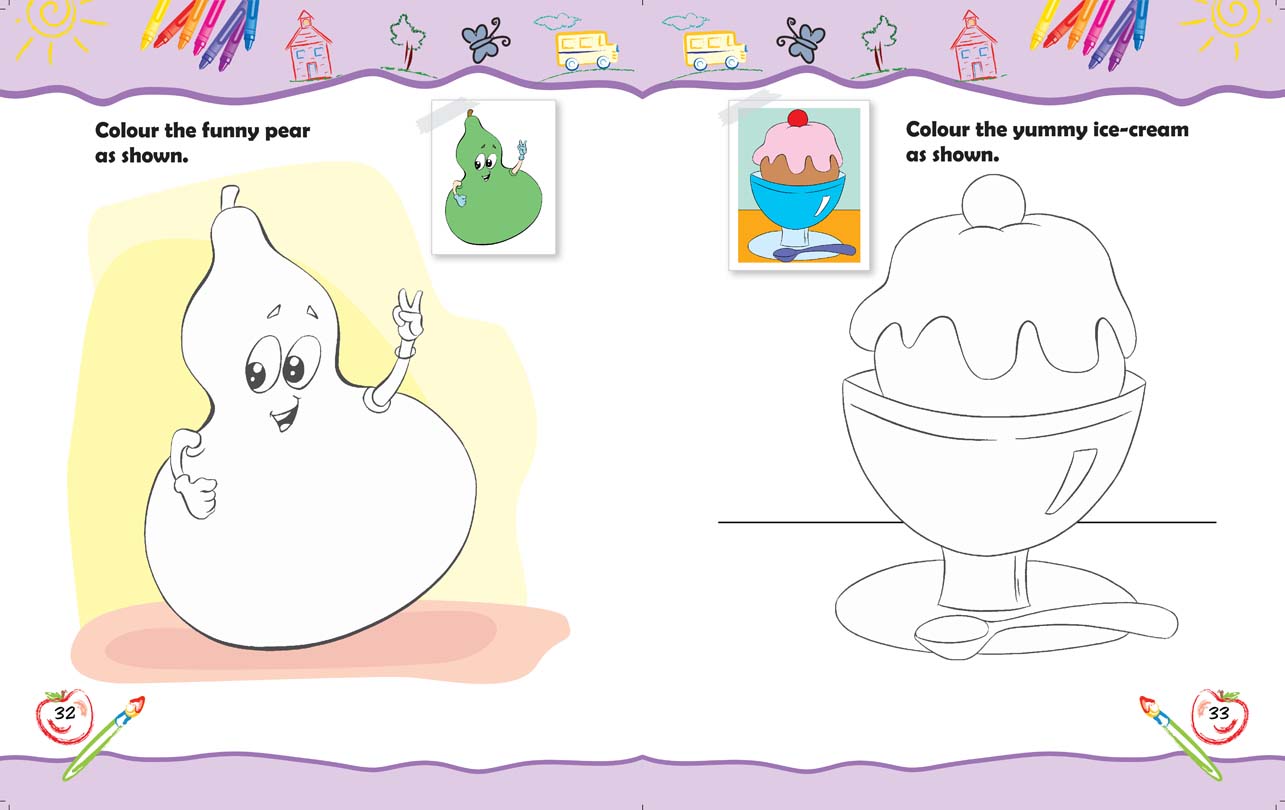 Colour the funny pear
as shown.
32
Colour the yummy ice-cream
as shown.
33